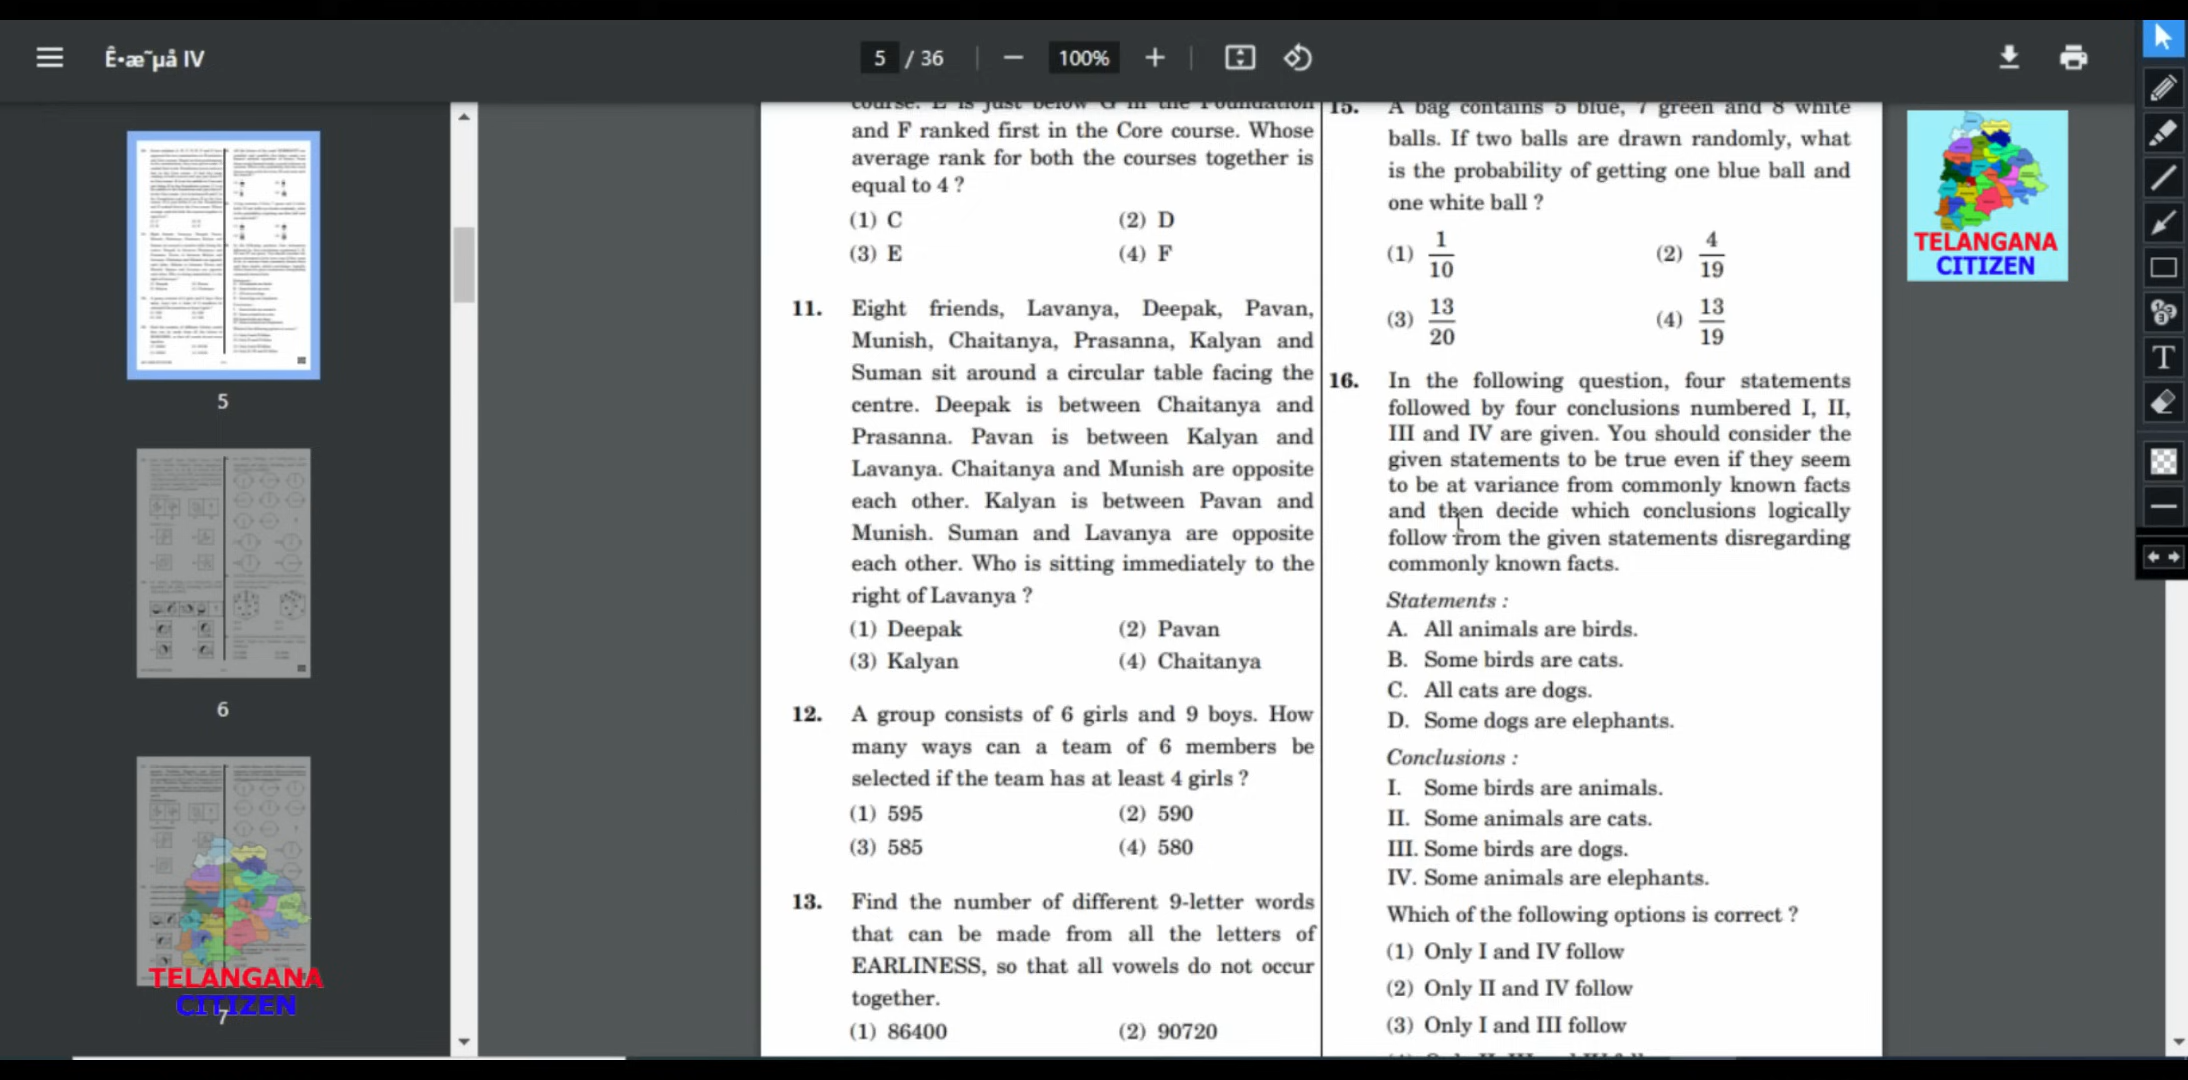 Ê•æ˜µå IV
5 / 36
100%
5
6
TELANGANA
CITIZEN
7
course. E is just below G in the Foundation
and F ranked first in the Core course. Whose
average rank for both the courses together is
equal to 4 ?
(1) C (2) D
(3) E (4) F
11. Eight friends, Lavanya, Deepak, Pavan,
Munish, Chaitanya, Prasanna, Kalyan and
Suman sit around a circular table facing the
centre. Deepak is between Chaitanya and
Prasanna. Pavan is between Kalyan and
Lavanya. Chaitanya and Munish are opposite
each other. Kalyan is between Pavan and
Munish. Suman and Lavanya are opposite
each other. Who is sitting immediately to the
right of Lavanya ?
(1) Deepak (2) Pavan
(3) Kalyan (4) Chaitanya
12. A group consists of 6 girls and 9 boys. How
many ways can a team of 6 members be
selected if the team has at least 4 girls ?
(1) 595 (2) 590
(3) 585 (4) 580
13. Find the number of different 9-letter words
that can be made from all the letters of
EARLINESS, so that all vowels do not occur
together.
(1) 86400 (2) 90720
15. A bag contains 5 blue, 7 green and 8 white
balls. If two balls are drawn randomly, what
is the probability of getting one blue ball and
one white ball ?
(1) 1/10 (2) 4/19
(3) 13/20 (4) 13/19
16. In the following question, four statements
followed by four conclusions numbered I, II,
III and IV are given. You should consider the
given statements to be true even if they seem
to be at variance from commonly known facts
and then decide which conclusions logically
follow from the given statements disregarding
commonly known facts.
Statements :
A. All animals are birds.
B. Some birds are cats.
C. All cats are dogs.
D. Some dogs are elephants.
Conclusions :
I. Some birds are animals.
II. Some animals are cats.
III. Some birds are dogs.
IV. Some animals are elephants.
Which of the following options is correct ?
(1) Only I and IV follow
(2) Only II and IV follow
(3) Only I and III follow
TELANGANA
CITIZEN
T